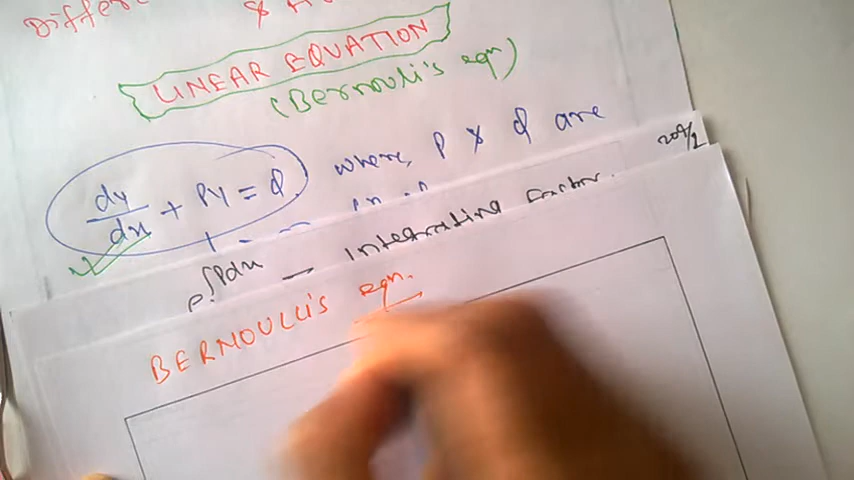 LINEAR EQUATION
(Bernouli's eqn)
dy/dx + Py = Q where, P & Q are
e^∫Pdx — Integrating factor.
BERNOULLI'S eqn.